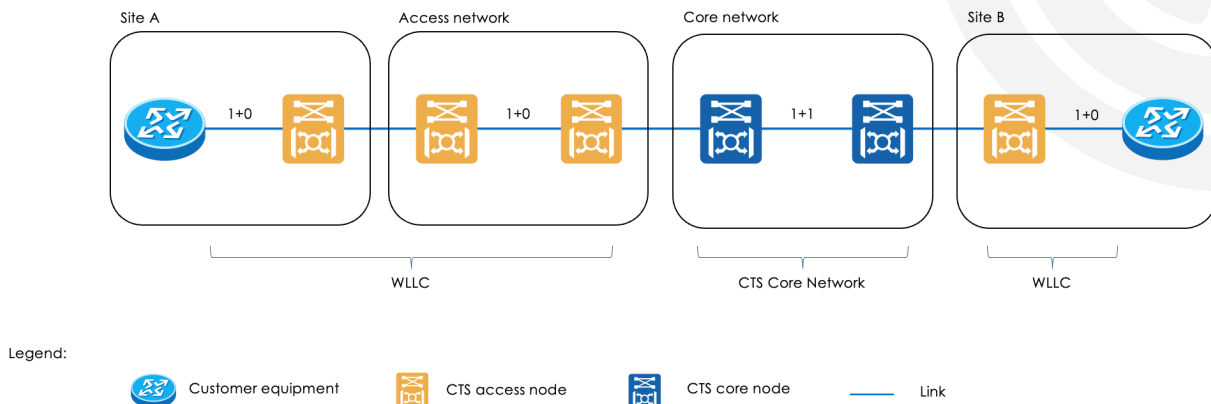 Site A
Access network
Core network
Site B
1+0
1+0
1+1
1+0
WLLC
CTS Core Network
WLLC
Legend:
Customer equipment
CTS access node
CTS core node
Link